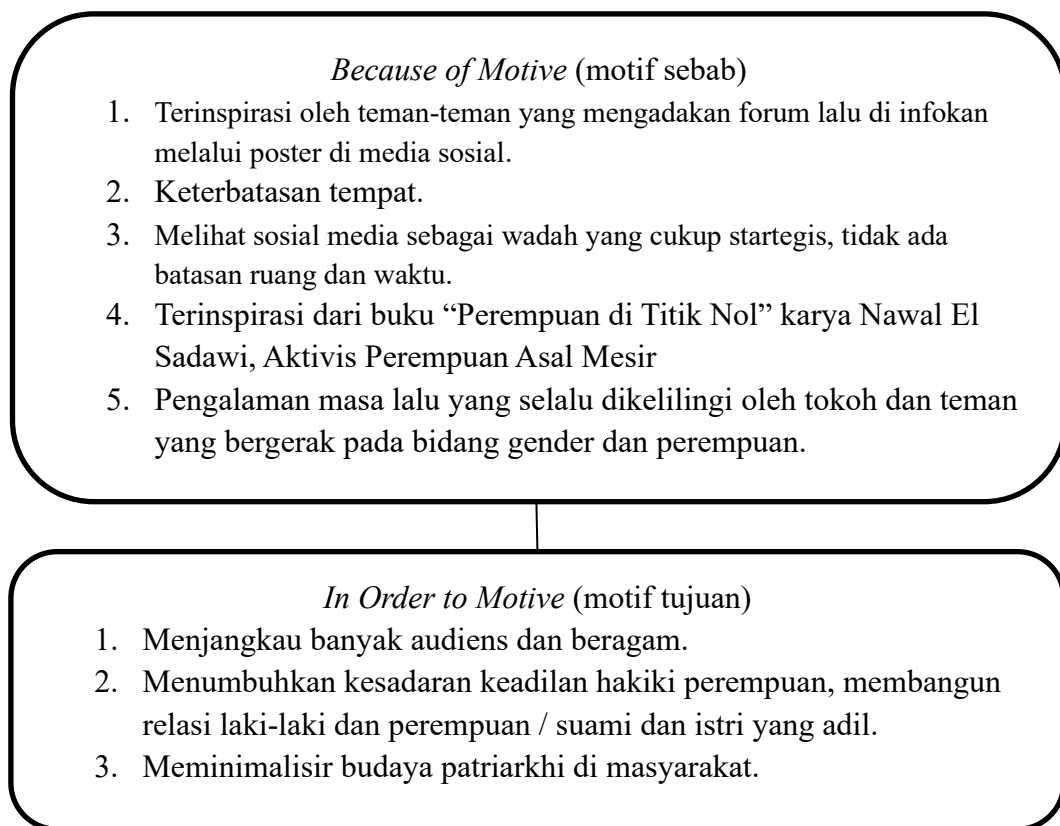 Because of Motive (motif sebab)
1. Terinspirasi oleh teman-teman yang mengadakan forum lalu di infokan
melalui poster di media sosial.
2. Keterbatasan tempat.
3. Melihat sosial media sebagai wadah yang cukup startegis, tidak ada
batasan ruang dan waktu.
4. Terinspirasi dari buku “Perempuan di Titik Nol” karya Nawal El
Sadawi, Aktivis Perempuan Asal Mesir
5. Pengalaman masa lalu yang selalu dikelilingi oleh tokoh dan teman
yang bergerak pada bidang gender dan perempuan.
In Order to Motive (motif tujuan)
1. Menjangkau banyak audiens dan beragam.
2. Menumbuhkan kesadaran keadilan hakiki perempuan, membangun
relasi laki-laki dan perempuan / suami dan istri yang adil.
3. Meminimalisir budaya patriarkhi di masyarakat.